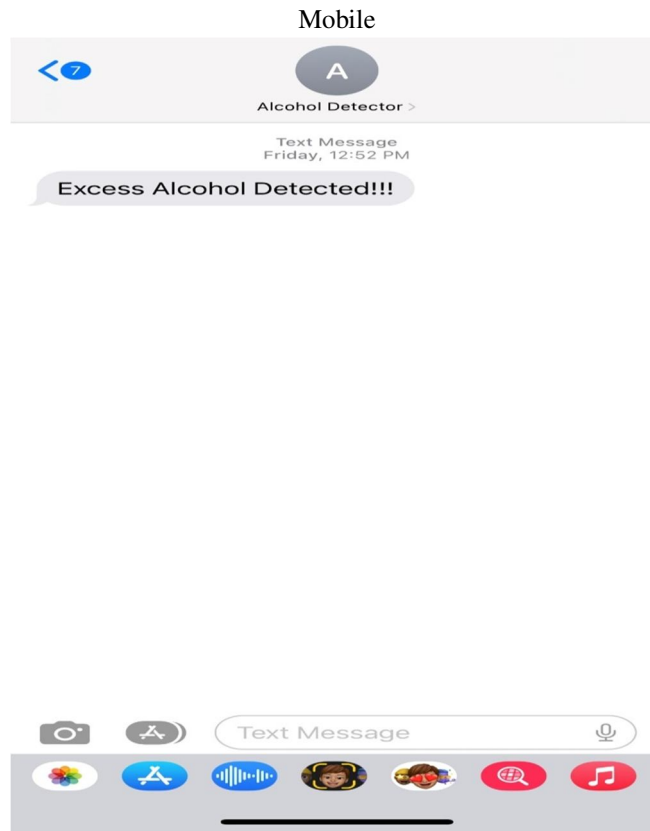 Mobile
7
A
Alcohol Detector >
Text Message
Friday, 12:52 PM
Excess Alcohol Detected!!!
Text Message